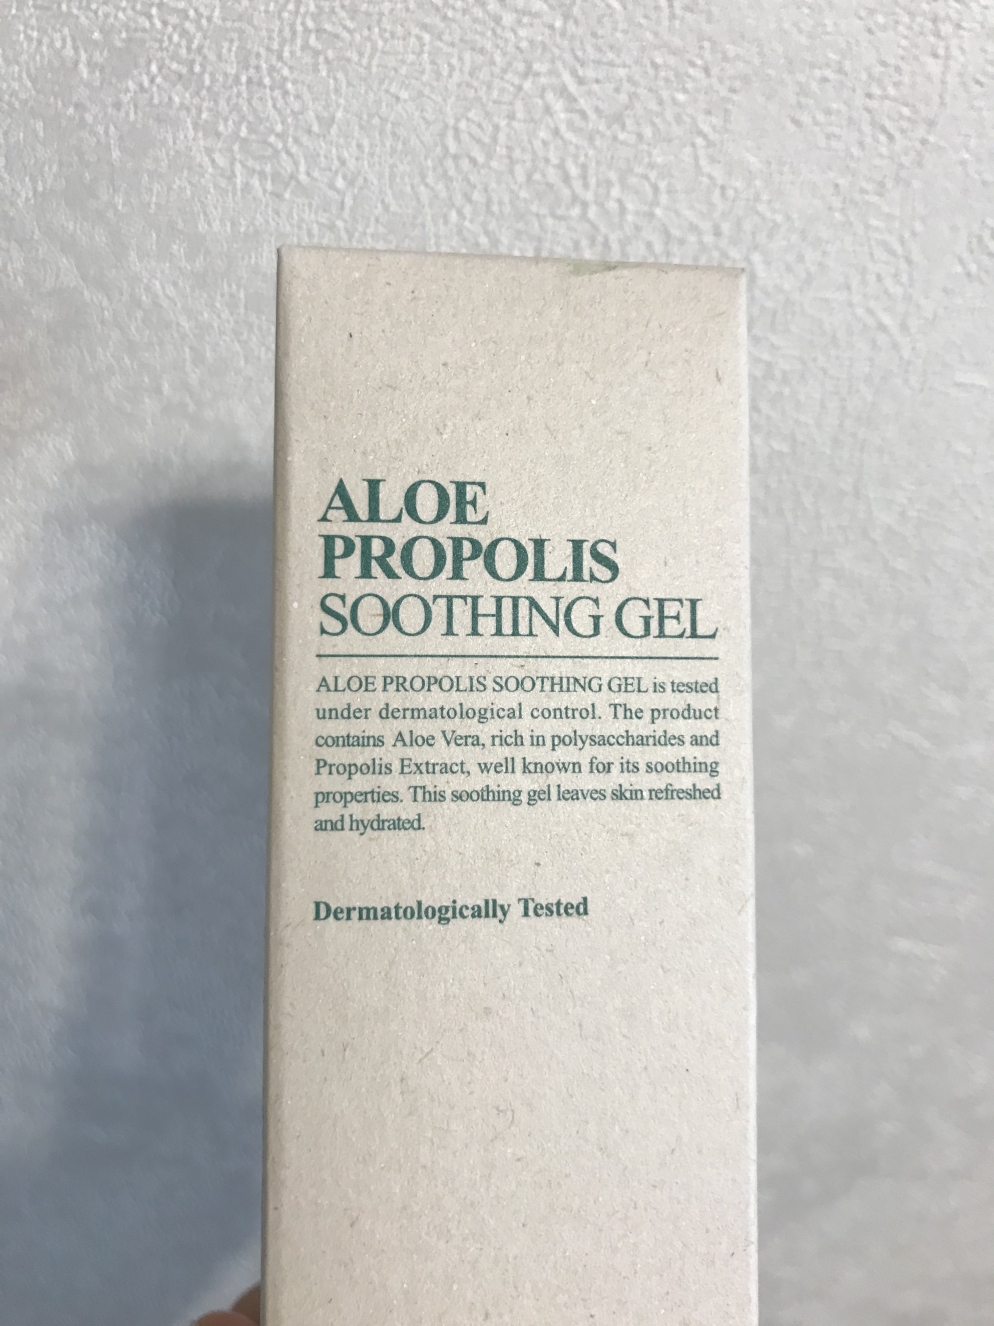 ALOE
PROPOLIS
SOOTHING GEL
ALOE PROPOLIS SOOTHING GEL is tested
under dermatological control. The product
contains Aloe Vera, rich in polysaccharides and
Propolis Extract, well known for its soothing
properties. This soothing gel leaves skin refreshed
and hydrated.
Dermatologically Tested